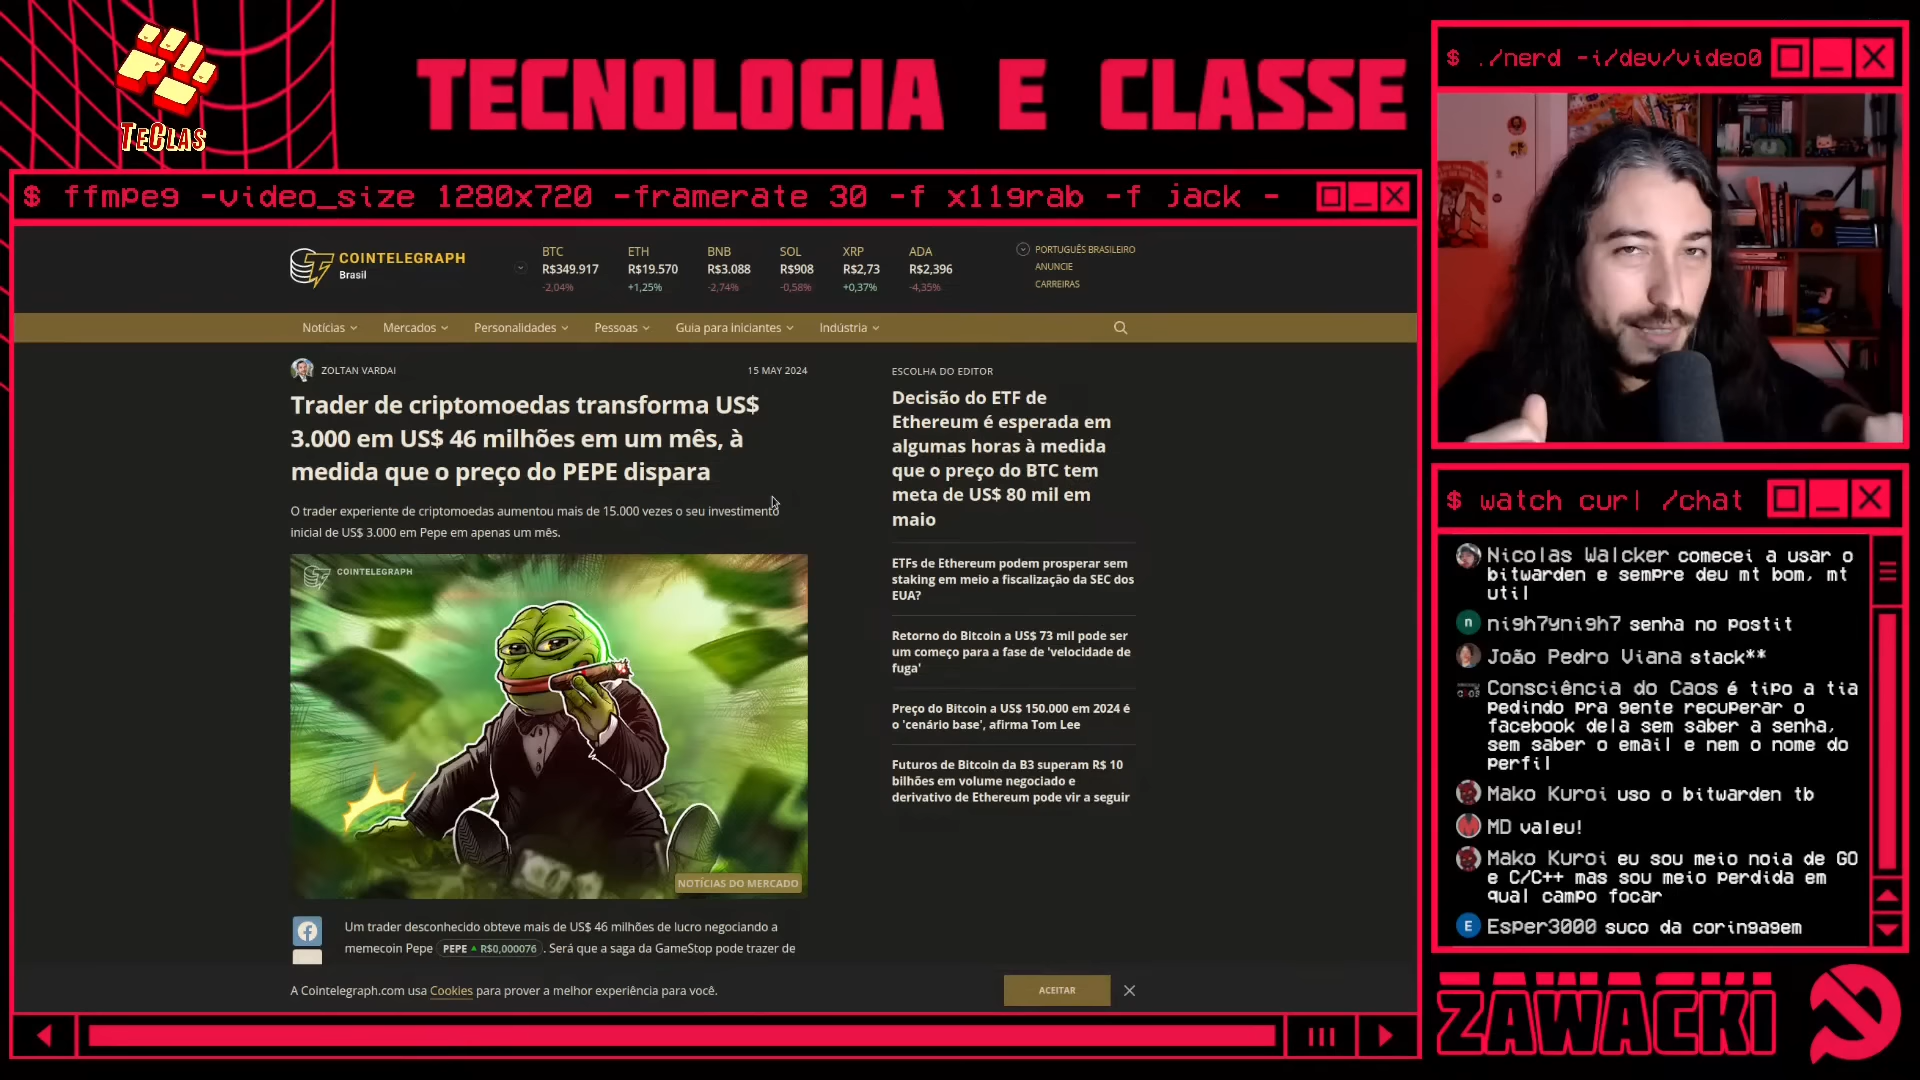 TECLAS
TECNOLOGIA E CLASSE
$ ffmpeg -video_size 1280x720 -framerate 30 -f x11grab -f jack -
COINTELEGRAPH
Brasil
BTC
R$349.917
-2,04%
ETH
R$19.570
+1,25%
BNB
R$3.088
-2,74%
SOL
R$908
-0,58%
XRP
R$2,73
+0,37%
ADA
R$2,396
-4,35%
PORTUGUÊS BRASILEIRO
ANUNCIE
CARREIRAS
Notícias
Mercados
Personalidades
Pessoas
Guia para iniciantes
Indústria
ZOLTAN VARDAI
15 MAY 2024
Trader de criptomoedas transforma US$
3.000 em US$ 46 milhões em um mês, à
medida que o preço do PEPE dispara
O trader experiente de criptomoedas aumentou mais de 15.000 vezes o seu investimento
inicial de US$ 3.000 em Pepe em apenas um mês.
COINTELEGRAPH
NOTÍCIAS DO MERCADO
Um trader desconhecido obteve mais de US$ 46 milhões de lucro negociando a
memecoin Pepe PEPE R$0,000076 . Será que a saga da GameStop pode trazer de
ESCOLHA DO EDITOR
Decisão do ETF de
Ethereum é esperada em
algumas horas à medida
que o preço do BTC tem
meta de US$ 80 mil em
maio
ETFs de Ethereum podem prosperar sem
staking em meio a fiscalização da SEC dos
EUA?
Retorno do Bitcoin a US$ 73 mil pode ser
um começo para a fase de 'velocidade de
fuga'
Preço do Bitcoin a US$ 150.000 em 2024 é
o 'cenário base', afirma Tom Lee
Futuros de Bitcoin da B3 superam R$ 10
bilhões em volume negociado e
derivativo de Ethereum pode vir a seguir
A Cointelegraph.com usa Cookies para prover a melhor experiência para você.
ACEITAR
$ ./nerd -i/dev/video0
$ watch curl /chat
Nicolas Walcker comecei a usar o
bitwarden e sempre deu mt bom, mt
util
n
ni9h7yni9h7 senha no postit
João Pedro Viana stack**
Consciência do Caos é tipo a tia
pedindo pra gente recuperar o
facebook dela sem saber a senha,
sem saber o email e nem o nome do
perfil
Mako Kuroi uso o bitwarden tb
MD valeu!
Mako Kuroi eu sou meio noia de GO
e C/C++ mas sou meio perdida em
qual campo focar
E
Esper3000 suco da coringagem
ZAWACKI